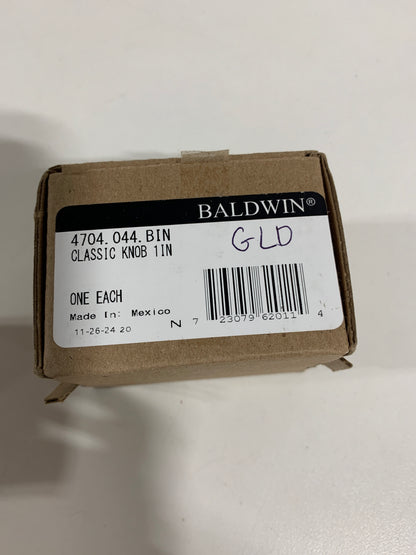 BALDWIN®
4704.044.BIN
GLD
CLASSIC KNOB 1IN
ONE EACH
Made In: Mexico
11-26-24 20
N 7 23079 62011 4